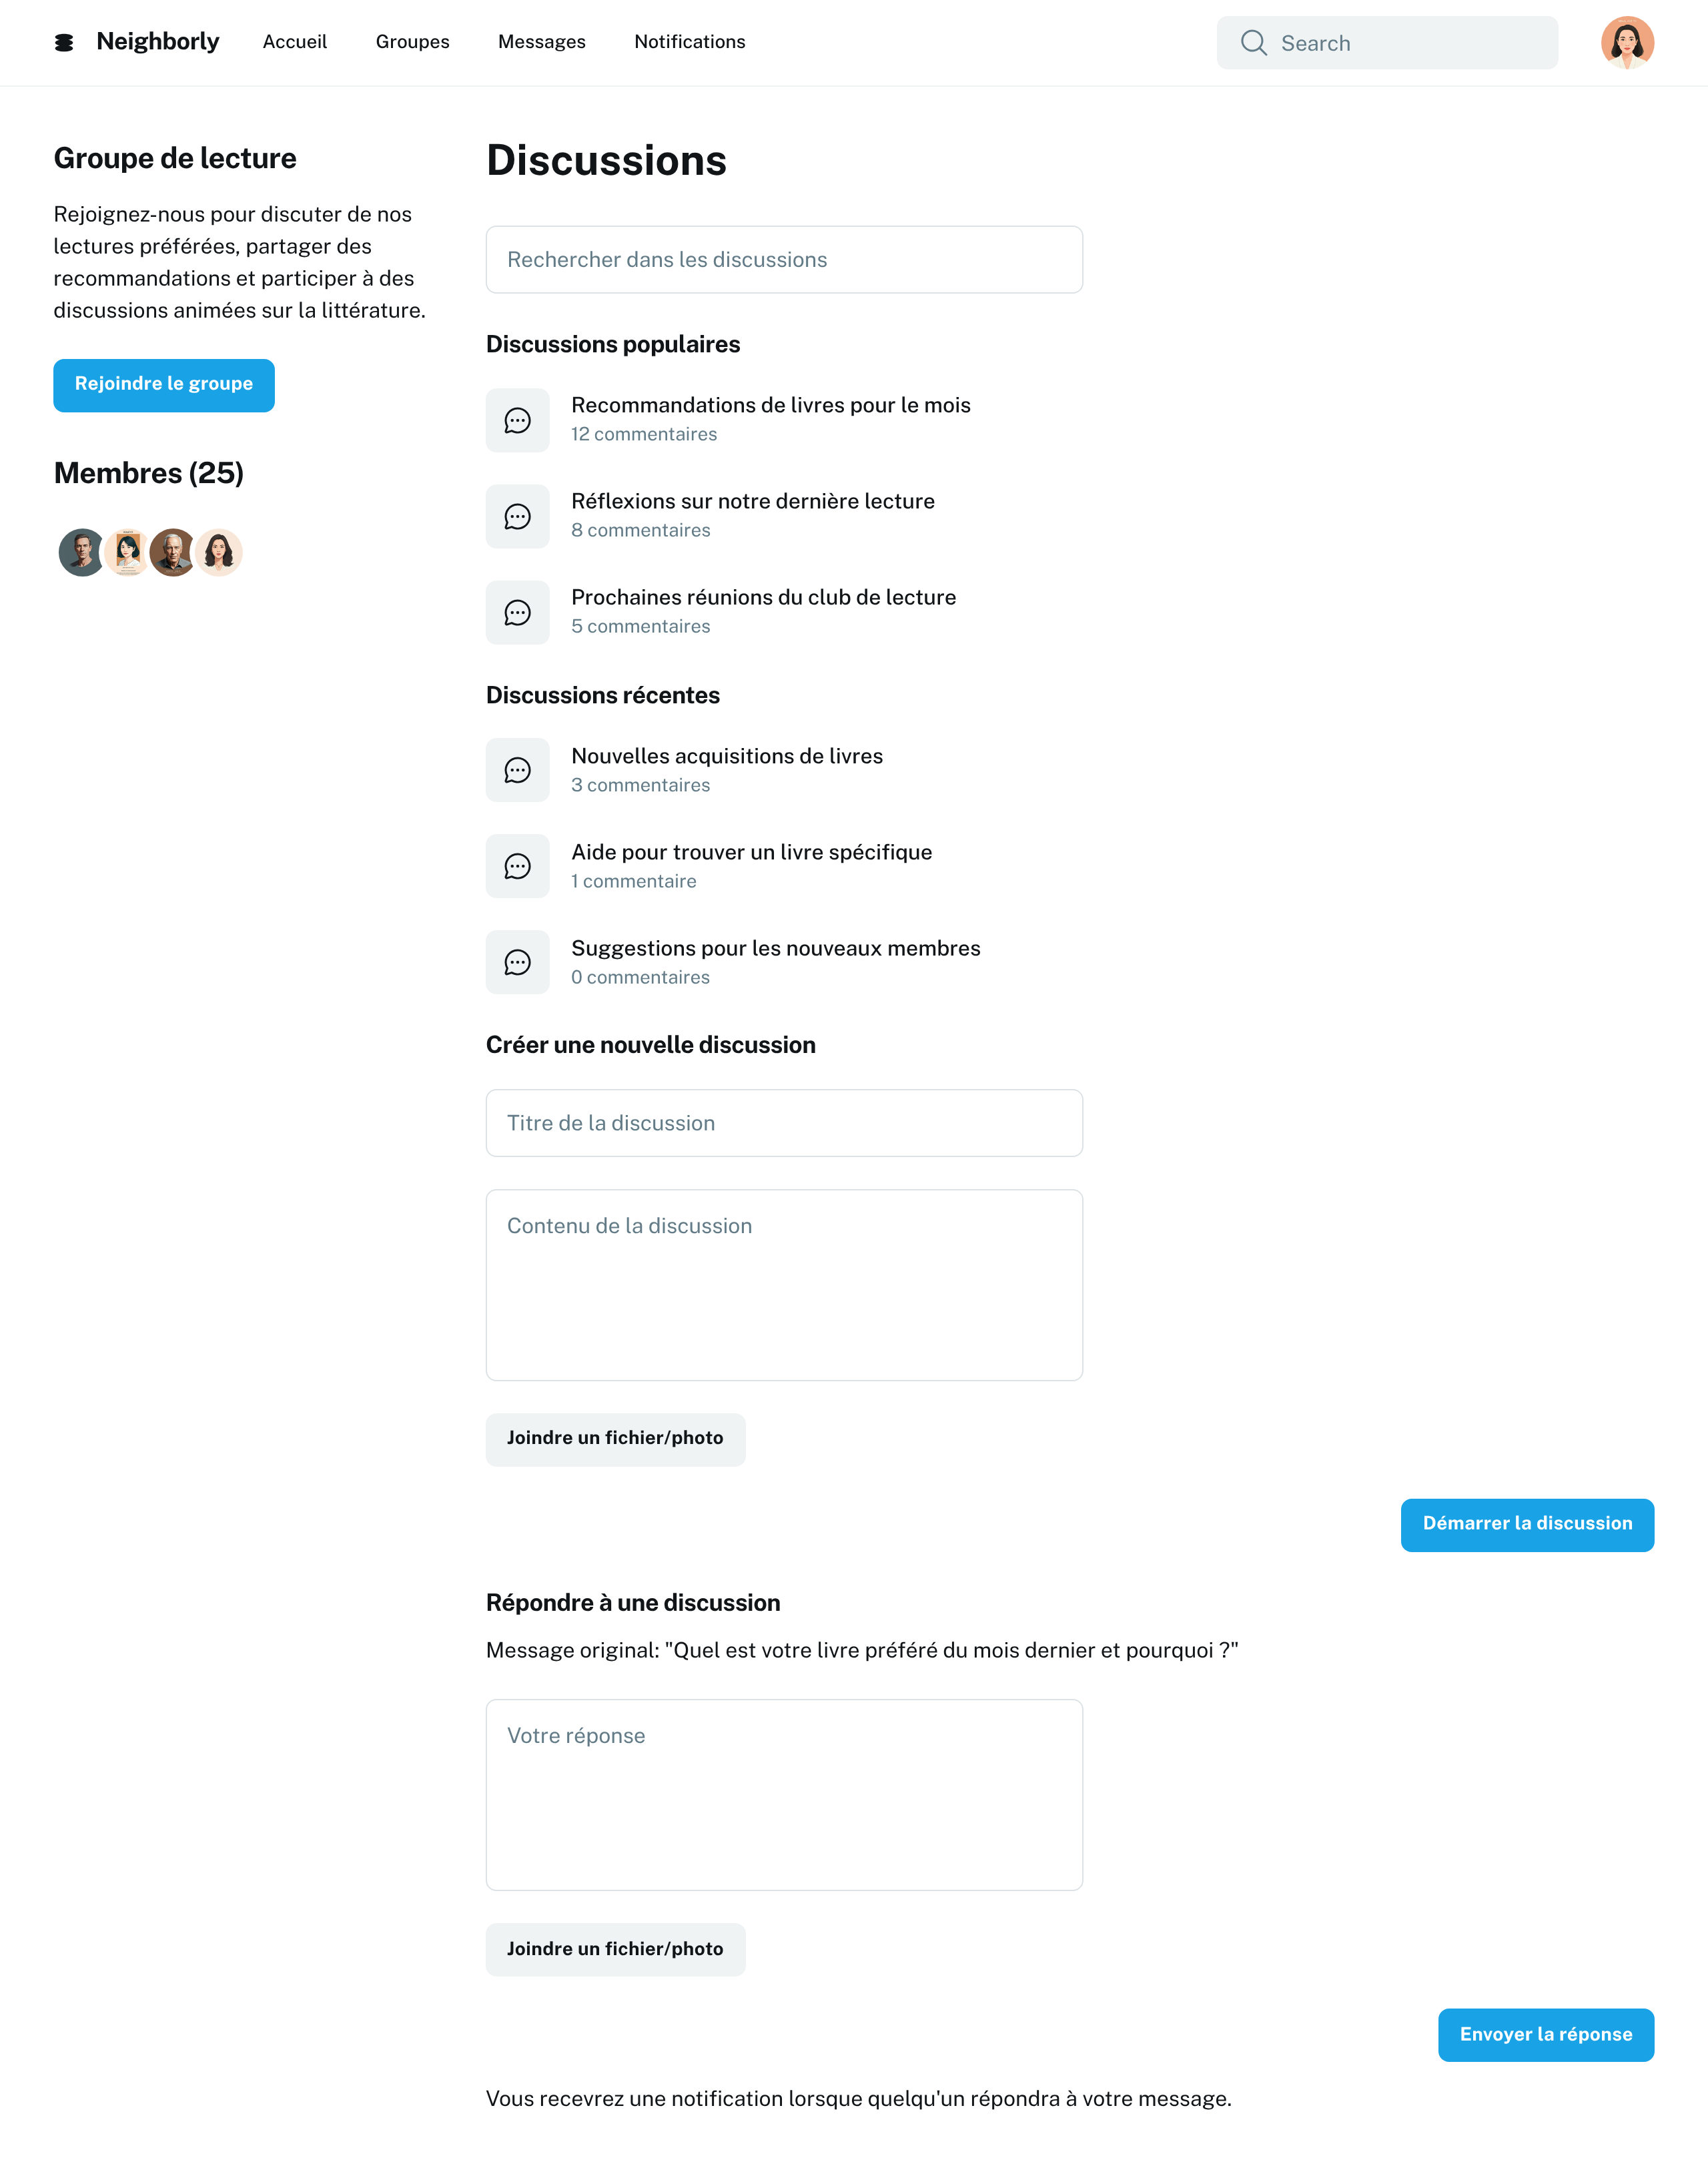 Neighborly
Accueil
Groupes
Messages
Notifications
Search
Groupe de lecture
Rejoignez-nous pour discuter de nos
lectures préférées, partager des
recommandations et participer à des
discussions animées sur la littérature.
Rejoindre le groupe
Membres (25)
Discussions
Rechercher dans les discussions
Discussions populaires
Recommandations de livres pour le mois
12 commentaires
Réflexions sur notre dernière lecture
8 commentaires
Prochaines réunions du club de lecture
5 commentaires
Discussions récentes
Nouvelles acquisitions de livres
3 commentaires
Aide pour trouver un livre spécifique
1 commentaire
Suggestions pour les nouveaux membres
0 commentaires
Créer une nouvelle discussion
Titre de la discussion
Contenu de la discussion
Joindre un fichier/photo
Démarrer la discussion
Répondre à une discussion
Message original: "Quel est votre livre préféré du mois dernier et pourquoi ?"
Votre réponse
Joindre un fichier/photo
Envoyer la réponse
Vous recevrez une notification lorsque quelqu'un répondra à votre message.